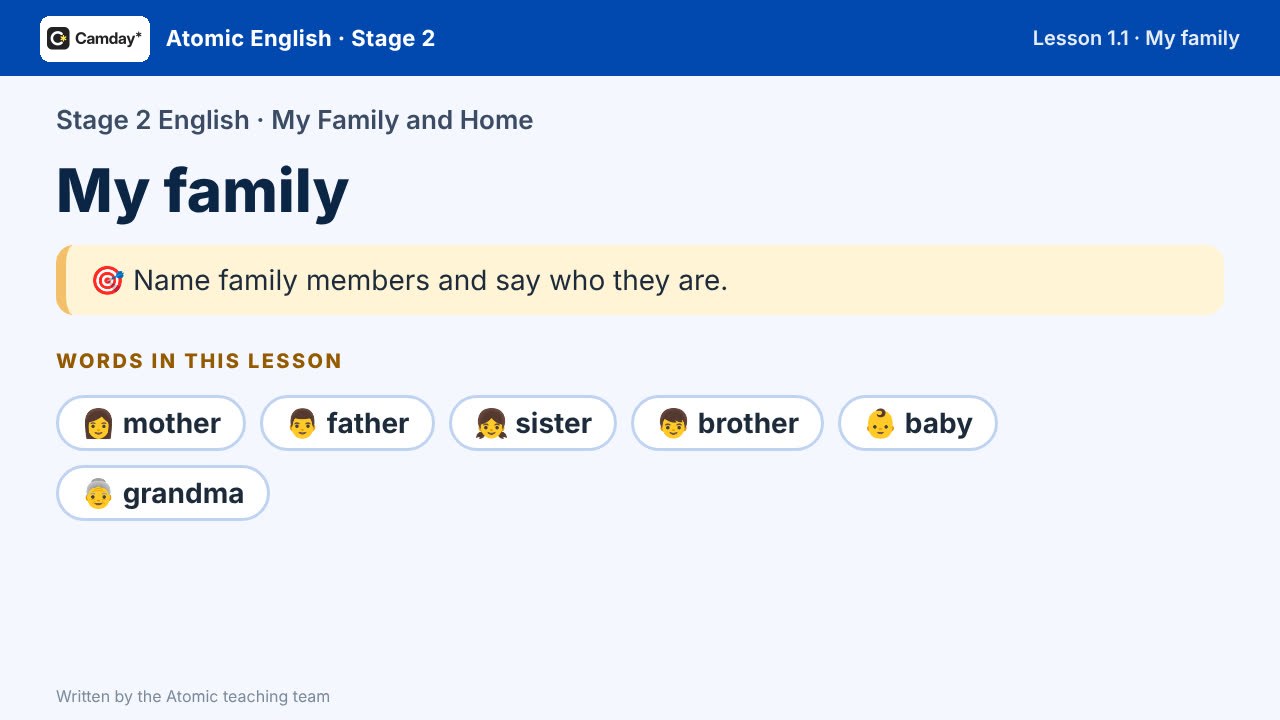 Camday*
Atomic English · Stage 2
Lesson 1.1 · My family
Stage 2 English · My Family and Home
My family
🎯 Name family members and say who they are.
WORDS IN THIS LESSON
👩 mother 👨 father 👧 sister 👦 brother 👶 baby
👵 grandma
Written by the Atomic teaching team